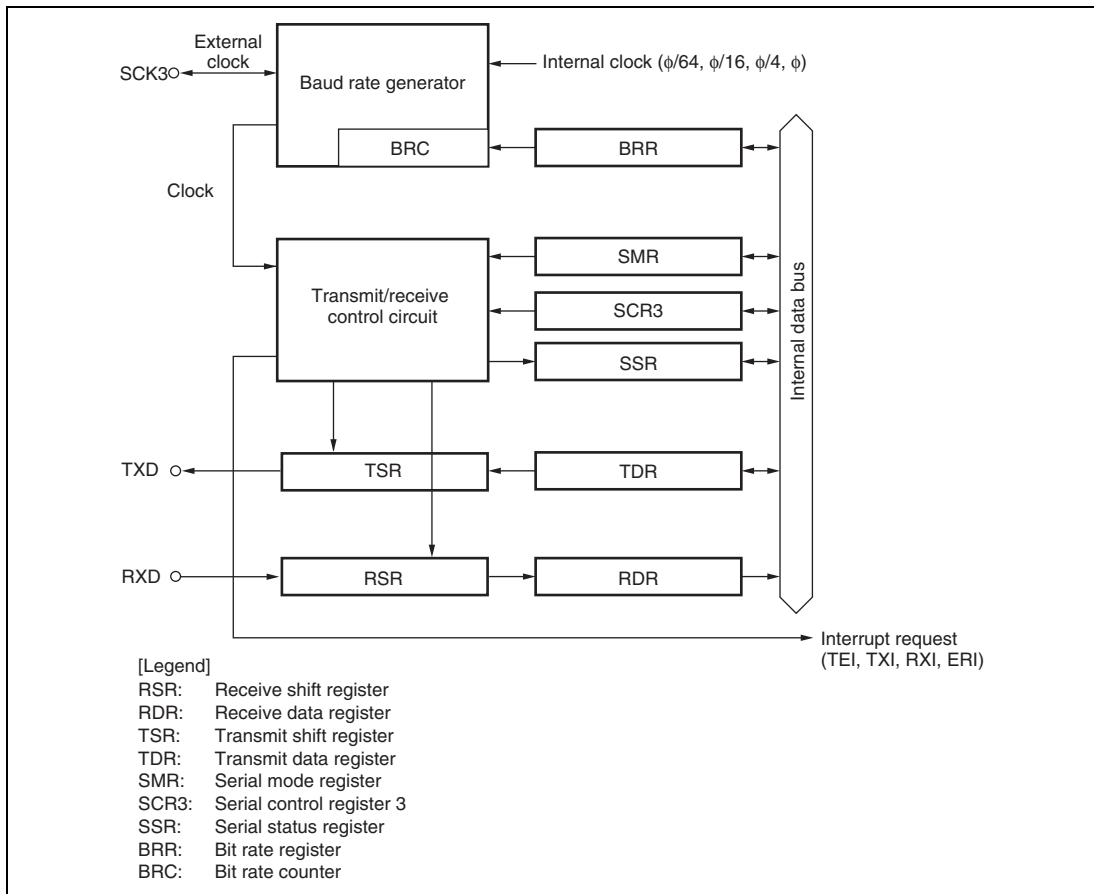 External
clock
SCK3
Baud rate generator
Internal clock (ϕ/64, ϕ/16, ϕ/4, ϕ)
BRC
BRR
Clock
Transmit/receive
control circuit
SMR
SCR3
SSR
Internal data bus
TXD
TSR
TDR
RXD
RSR
RDR
Interrupt request
(TEI, TXI, RXI, ERI)
[Legend]
RSR: Receive shift register
RDR: Receive data register
TSR: Transmit shift register
TDR: Transmit data register
SMR: Serial mode register
SCR3: Serial control register 3
SSR: Serial status register
BRR: Bit rate register
BRC: Bit rate counter